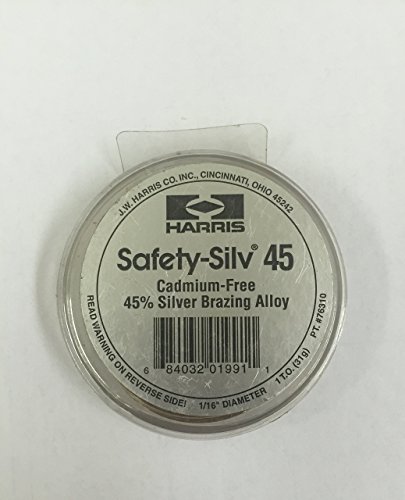 J.W. HARRIS CO. INC., CINCINNATI, OHIO 45242
HARRIS
Safety-Silv® 45
Cadmium-Free
45% Silver Brazing Alloy
6 84032 01991 1
READ WARNING ON REVERSE SIDE! 1/16" DIAMETER 1 T.O. (31g) PT. #76310